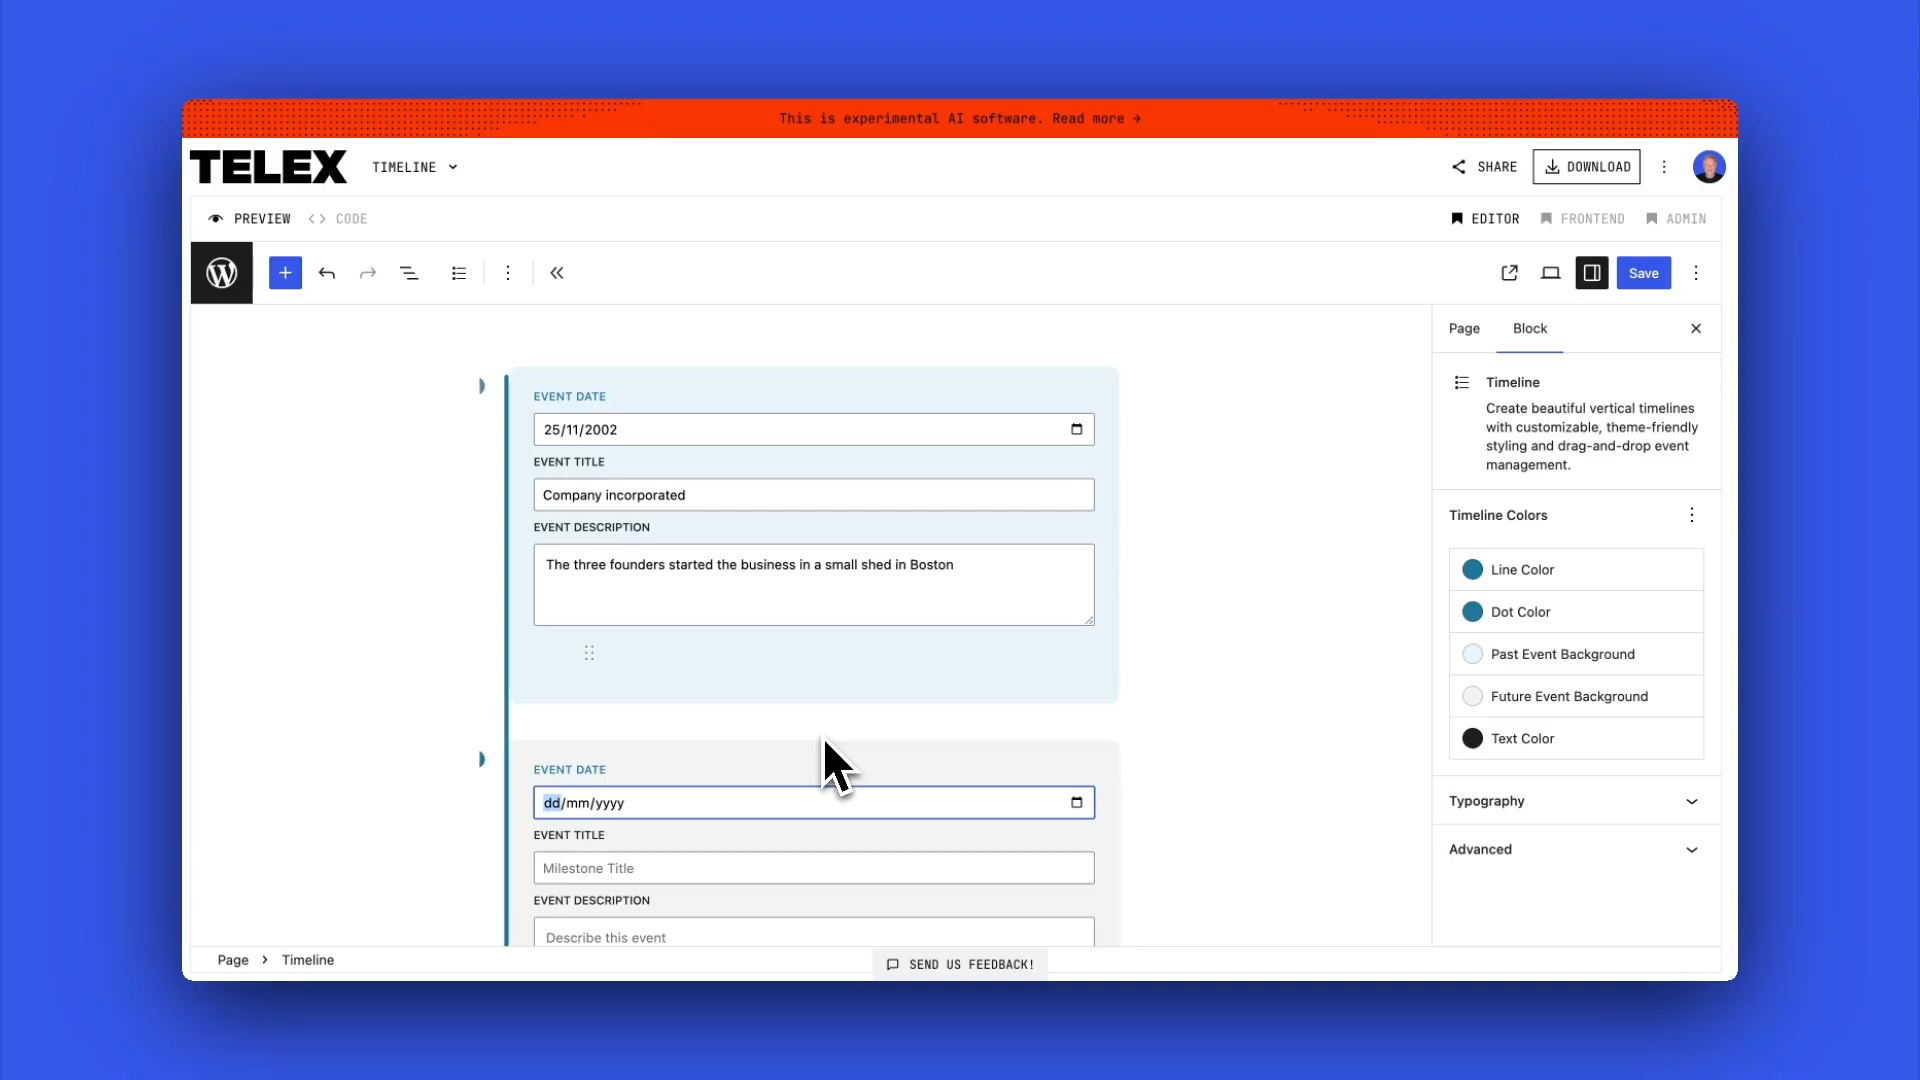 This is experimental AI software. Read more →
TELEX
TIMELINE
SHARE
DOWNLOAD
PREVIEW
<> CODE
EDITOR
FRONTEND
ADMIN
Save
Page
Block
EVENT DATE
25/11/2002
EVENT TITLE
Company incorporated
EVENT DESCRIPTION
The three founders started the business in a small shed in Boston
EVENT DATE
dd/mm/yyyy
EVENT TITLE
Milestone Title
EVENT DESCRIPTION
Describe this event
Timeline
Create beautiful vertical timelines
with customizable, theme-friendly
styling and drag-and-drop event
management.
Timeline Colors
Line Color
Dot Color
Past Event Background
Future Event Background
Text Color
Typography
Advanced
Page > Timeline
SEND US FEEDBACK!